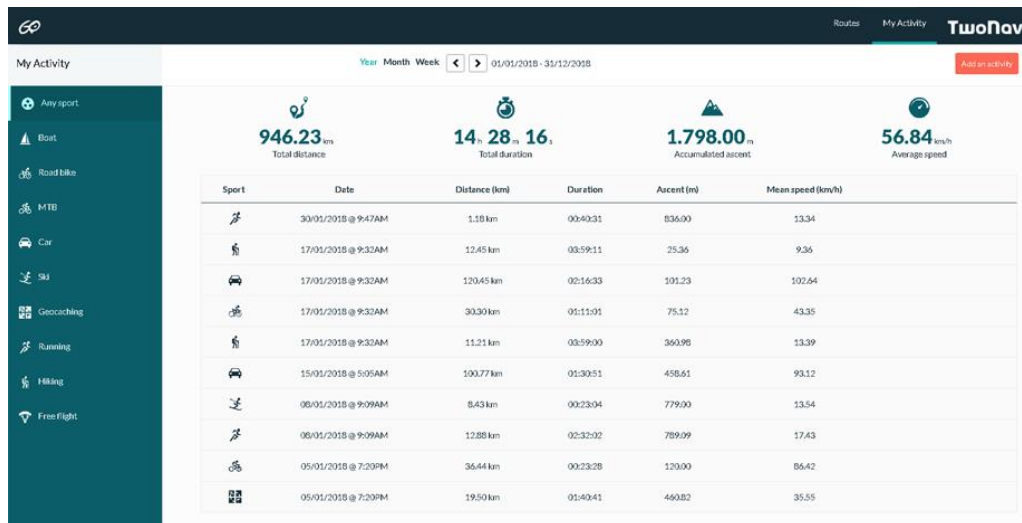 GO
Routes My Activity TwoNav
My Activity
Year Month Week 01/01/2018 - 31/12/2018
Add an activity
Any sport
Boat
Road bike
MTB
Car
Ski
Geocaching
Running
Hiking
Free flight
946.23 km
Total distance
14 h 28 m 16 s
Total duration
1.798.00 m
Accumulated ascent
56.84 km/h
Average speed
Sport Date Distance (km) Duration Ascent (m) Mean speed (km/h)
30/01/2018 @ 9:47AM 1.18 km 00:40:31 836.00 13.34
17/01/2018 @ 9:32AM 12.45 km 03:59:11 25.36 9.36
17/01/2018 @ 9:32AM 120.45 km 02:16:33 101.23 102.64
17/01/2018 @ 9:32AM 30.30 km 01:11:01 75.12 43.35
17/01/2018 @ 9:32AM 11.21 km 03:59:00 360.98 13.39
15/01/2018 @ 5:05AM 100.77 km 01:30:51 458.61 93.12
08/01/2018 @ 9:09AM 8.43 km 00:23:04 779.00 13.54
08/01/2018 @ 9:09AM 12.88 km 02:32:02 789.09 17.43
05/01/2018 @ 7:20PM 36.44 km 00:23:28 120.00 86.42
05/01/2018 @ 7:20PM 19.50 km 01:40:41 460.82 35.55